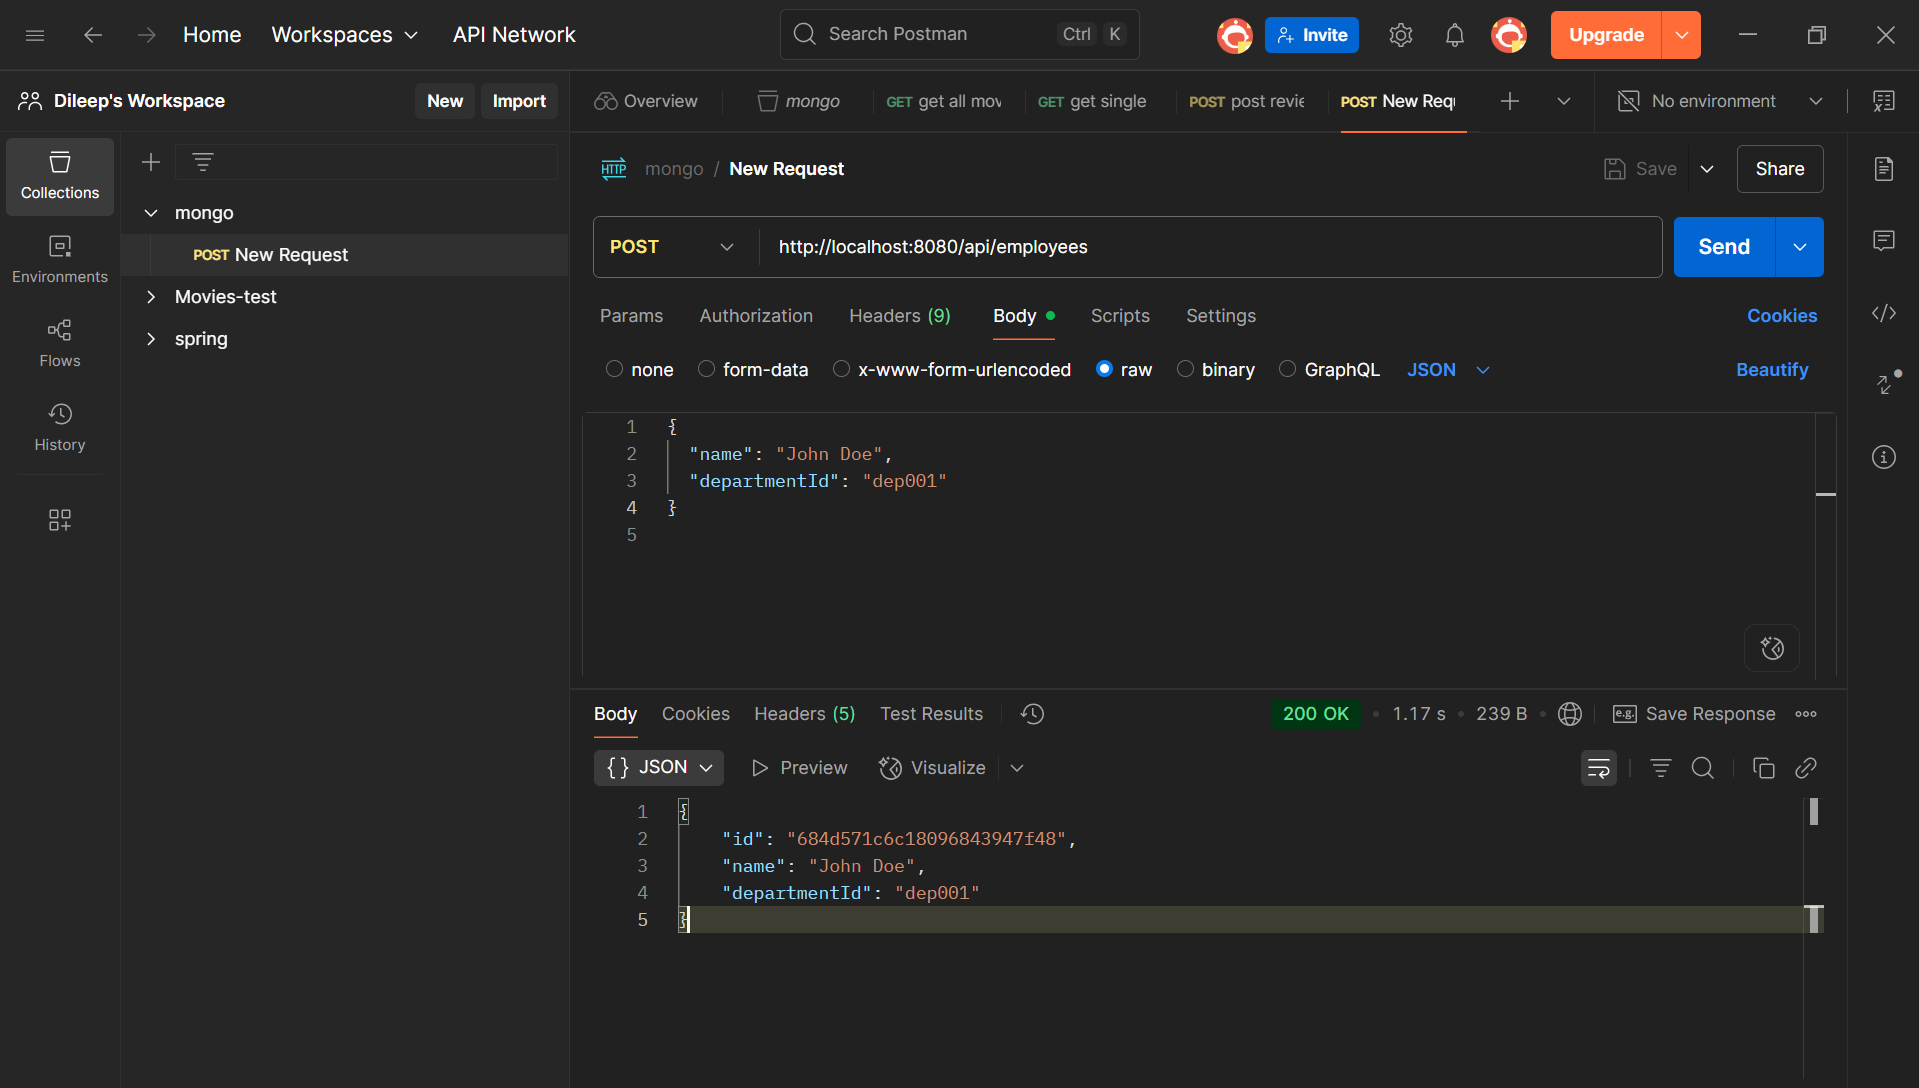 Home Workspaces API Network Search Postman Ctrl K Invite Upgrade
Dileep's Workspace New Import Overview mongo GET get all mov GET get single POST post revie POST New Req No environment
Collections
Environments
Flows
History
mongo
POST New Request
Movies-test
spring
HTTP mongo / New Request Save Share
POST http://localhost:8080/api/employees Send
Params Authorization Headers (9) Body Scripts Settings Cookies
none form-data x-www-form-urlencoded raw binary GraphQL JSON Beautify
1 {
2 "name": "John Doe",
3 "departmentId": "dep001"
4 }
5
Body Cookies Headers (5) Test Results 200 OK • 1.17 s • 239 B • e.g. Save Response
{} JSON Preview Visualize
1 {
2 "id": "684d571c6c18096843947f48",
3 "name": "John Doe",
4 "departmentId": "dep001"
5 }